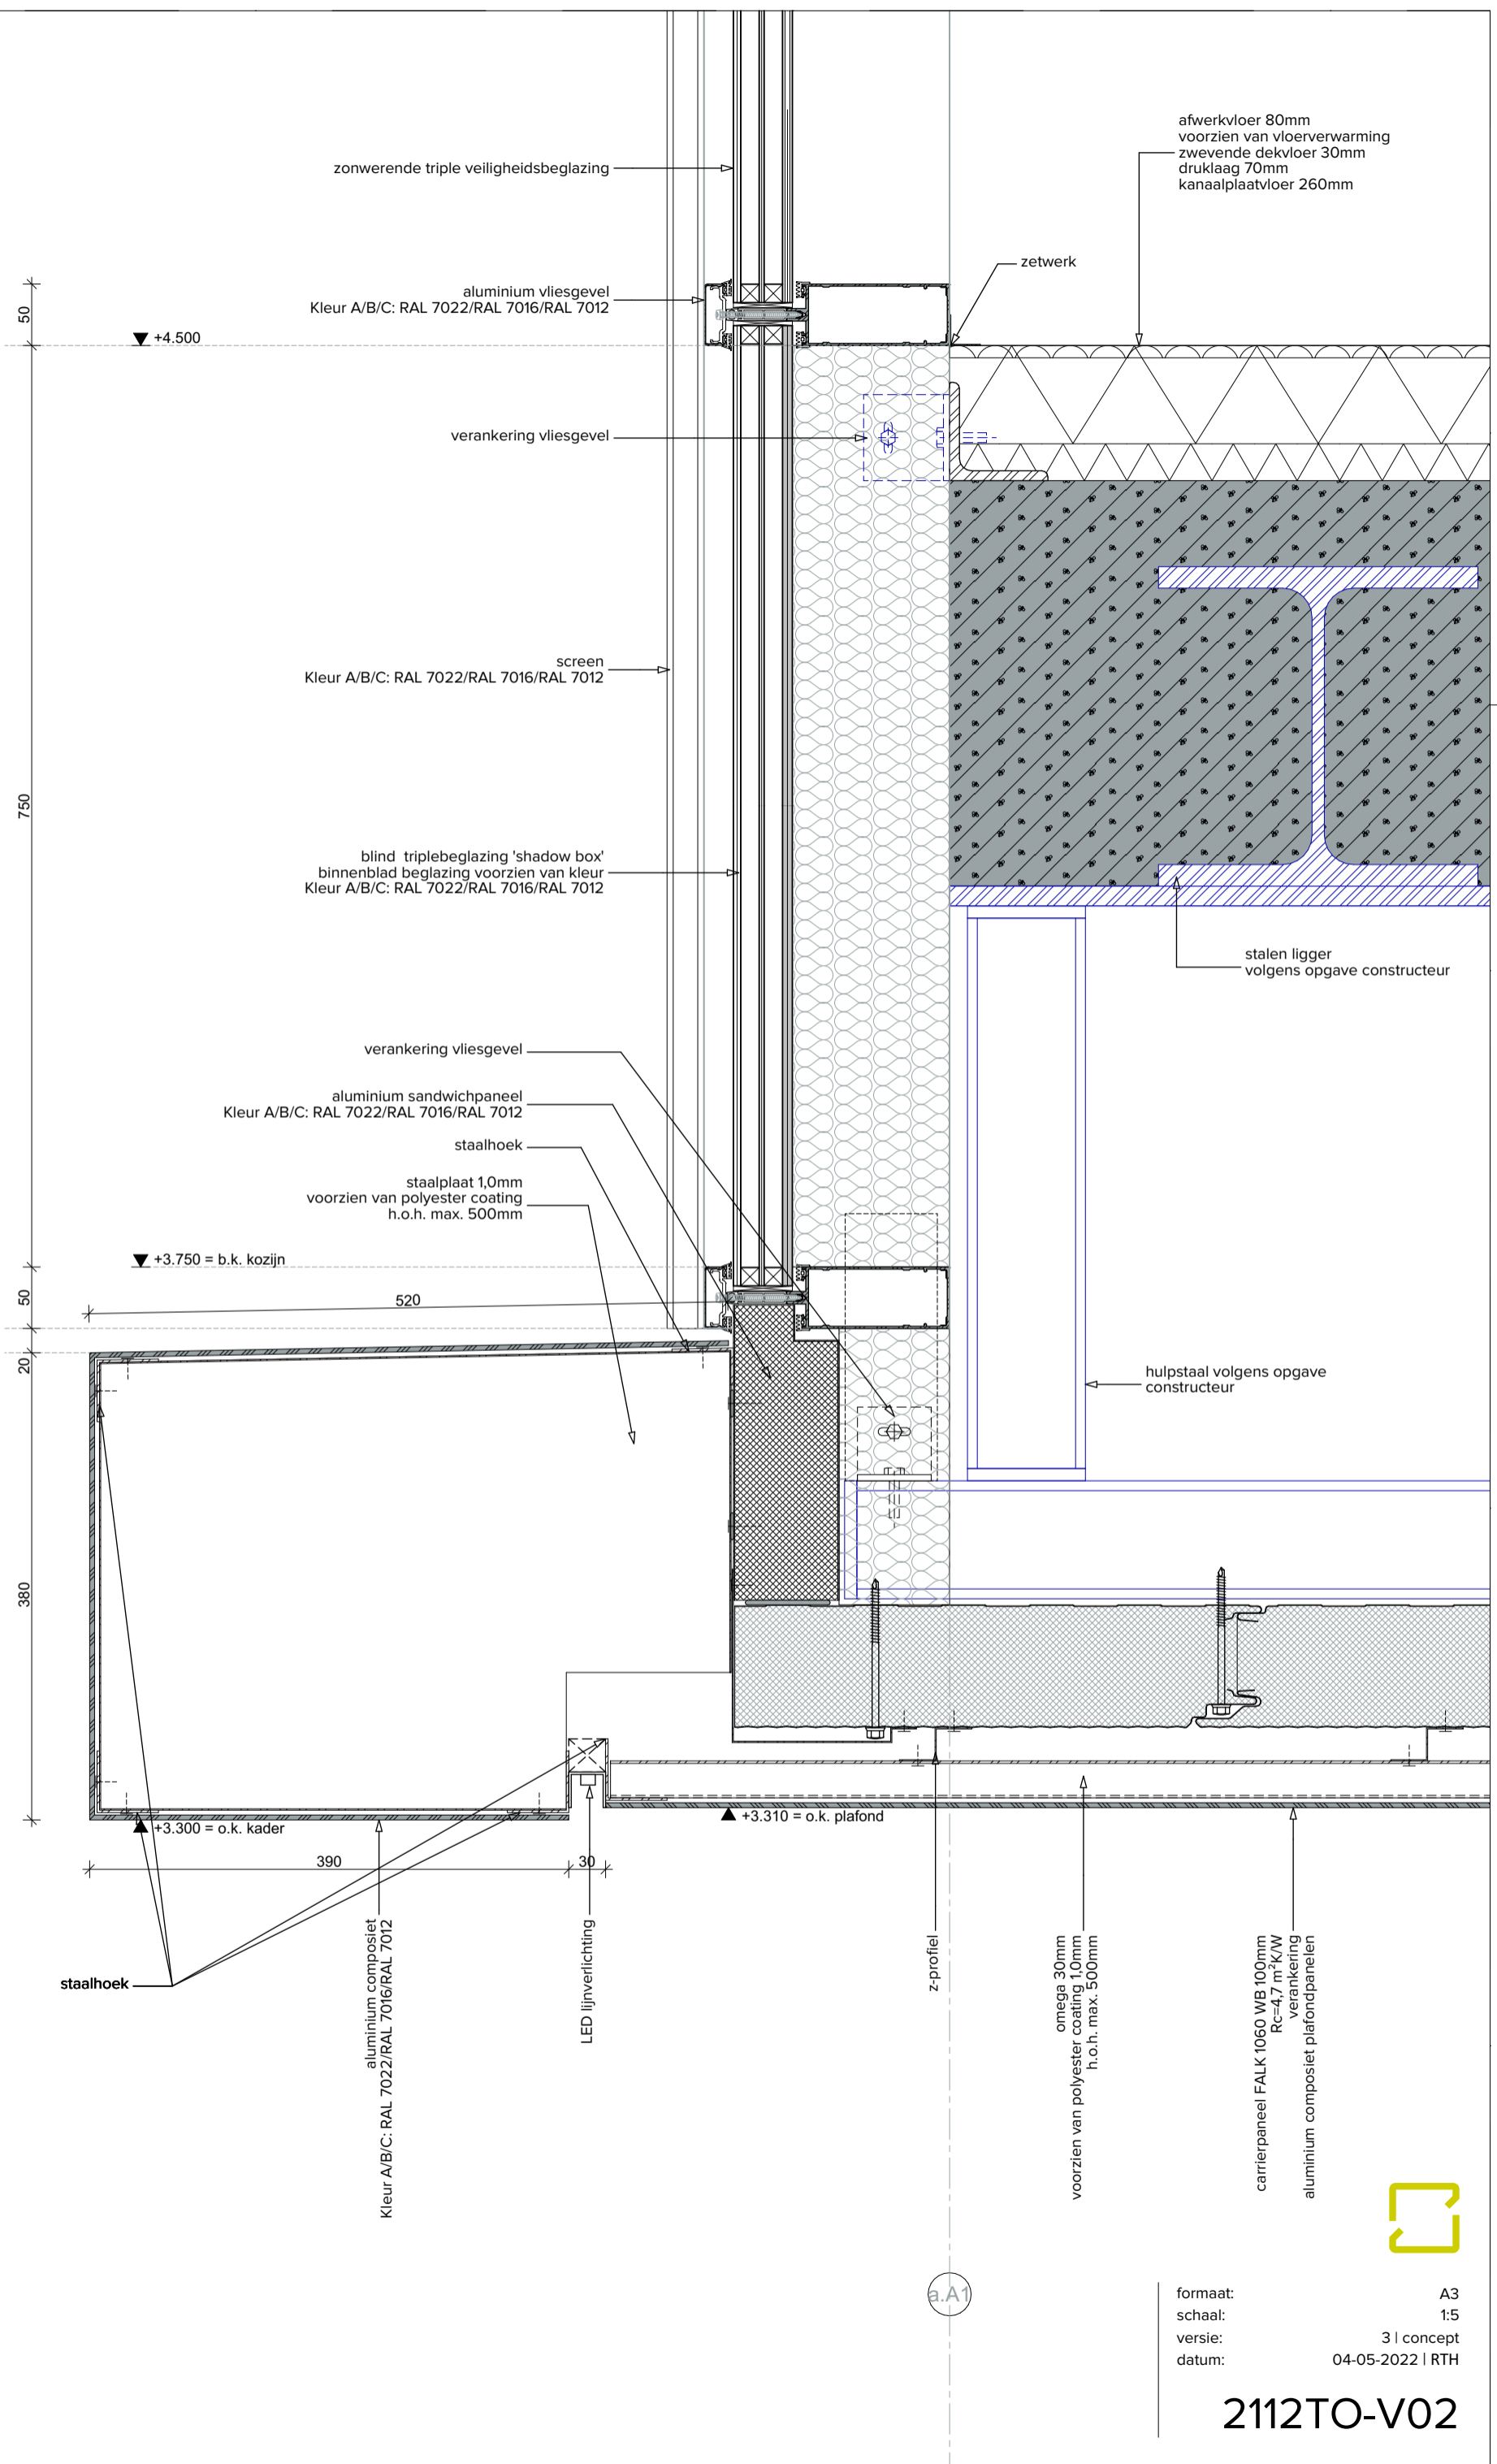 afwerkvloer 80mm
voorzien van vloerverwarming
zwevende dekvloer 30mm
druklaag 70mm
kanaalplaatvloer 260mm
zonwerende triple veiligheidsbeglazing
zetwerk
aluminium vliesgevel
Kleur A/B/C: RAL 7022/RAL 7016/RAL 7012
50
+4.500
verankering vliesgevel
screen
Kleur A/B/C: RAL 7022/RAL 7016/RAL 7012
750
blind triplebeglazing 'shadow box'
binnenblad beglazing voorzien van kleur
Kleur A/B/C: RAL 7022/RAL 7016/RAL 7012
stalen ligger
volgens opgave constructeur
verankering vliesgevel
aluminium sandwichpaneel
Kleur A/B/C: RAL 7022/RAL 7016/RAL 7012
staalhoek
staalplaat 1,0mm
voorzien van polyester coating
h.o.h. max. 500mm
+3.750 = b.k. kozijn
50
520
20
hulpstaal volgens opgave
constructeur
380
+3.310 = o.k. plafond
+3.300 = o.k. kader
390
30
staalhoek
aluminium composiet
Kleur A/B/C: RAL 7022/RAL 7016/RAL 7012
LED lijnverlichting
z-profiel
omega 30mm
voorzien van polyester coating 1,0mm
h.o.h. max. 500mm
carrierpaneel FALK 1060 WB 100mm
Rc=4,7 m²K/W
verankering
aluminium composiet plafondpanelen
a.A1
formaat: A3
schaal: 1:5
versie: 3 | concept
datum: 04-05-2022 | RTH
2112TO-V02